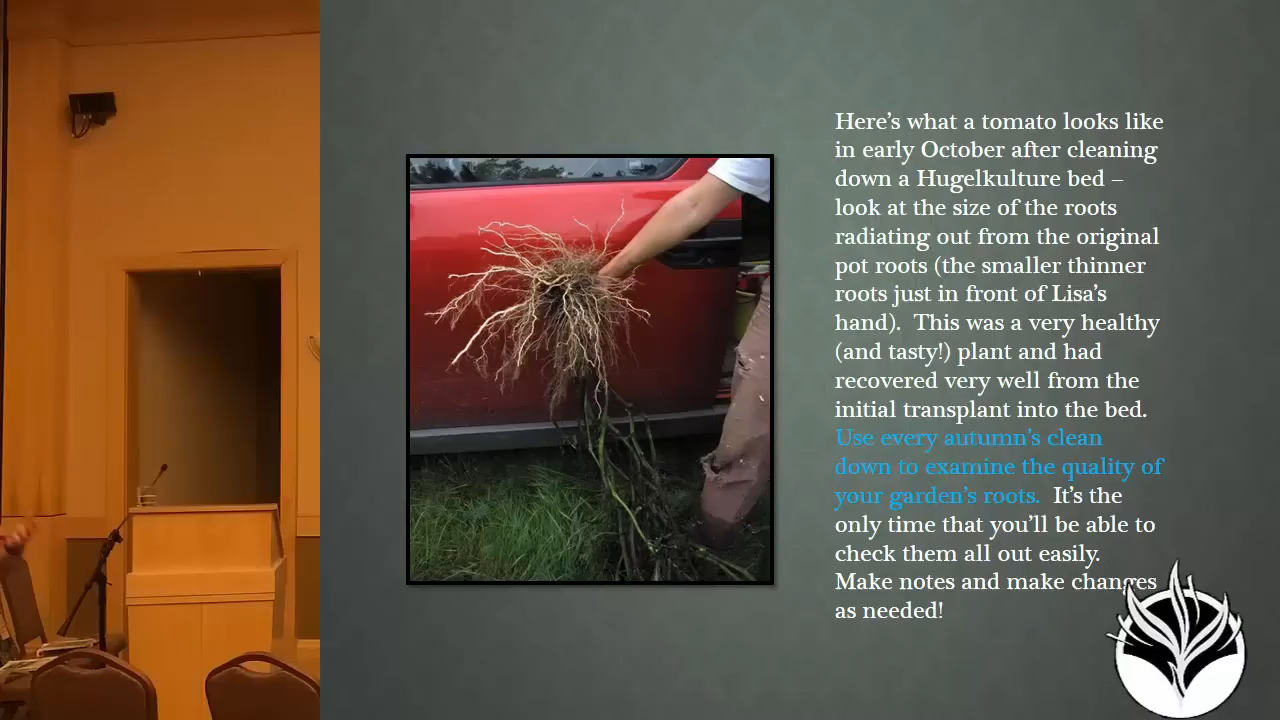 Here’s what a tomato looks like
in early October after cleaning
down a Hugelkulture bed –
look at the size of the roots
radiating out from the original
pot roots (the smaller thinner
roots just in front of Lisa’s
hand).  This was a very healthy
(and tasty!) plant and had
recovered very well from the
initial transplant into the bed.
Use every autumn’s clean
down to examine the quality of
your garden’s roots.  It’s the
only time that you’ll be able to
check them all out easily.
Make notes and make changes
as needed!